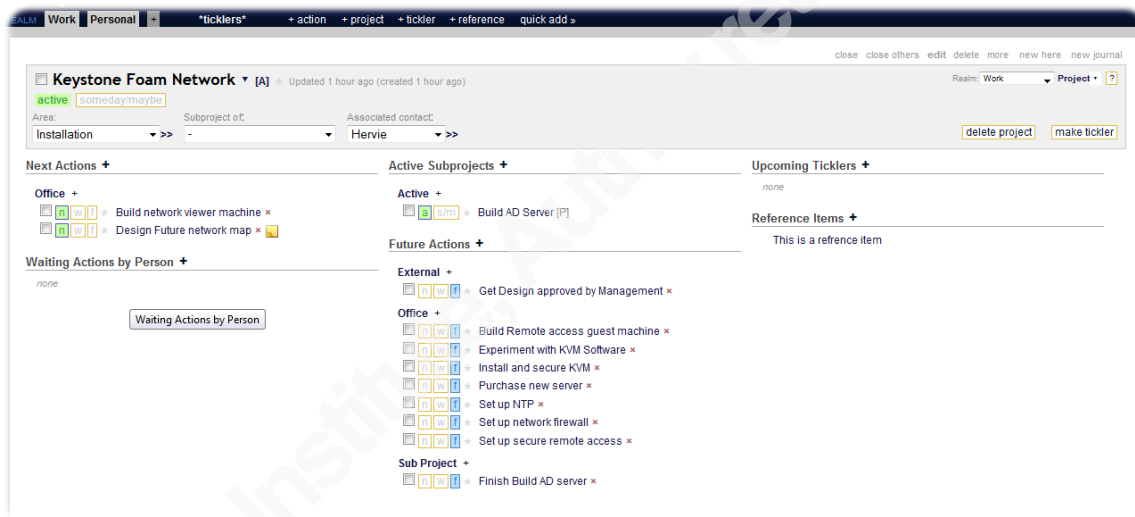 EALM Work Personal + *ticklers* + action + project + tickler + reference quick add »
close close others edit delete more new here new journal
Keystone Foam Network ▼ [A] ★ Updated 1 hour ago (created 1 hour ago)
Realm: Work Project ▼ ?
active someday/maybe
Area: Subproject of: Associated contact:
Installation >> - Hervie >>
delete project make tickler
Next Actions +
Office +
n w f ★ Build network viewer machine ×
n w f ★ Design Future network map ×
Waiting Actions by Person +
none
Waiting Actions by Person
Active Subprojects +
Active +
a s/m ★ Build AD Server [P]
Future Actions +
External +
n w f ★ Get Design approved by Management ×
Office +
n w f ★ Build Remote access guest machine ×
n w f ★ Experiment with KVM Software ×
n w f ★ Install and secure KVM ×
n w f ★ Purchase new server ×
n w f ★ Set up NTP ×
n w f ★ Set up network firewall ×
n w f ★ Set up secure remote access ×
Sub Project +
n w f ★ Finish Build AD server ×
Upcoming Ticklers +
none
Reference Items +
This is a refrence item